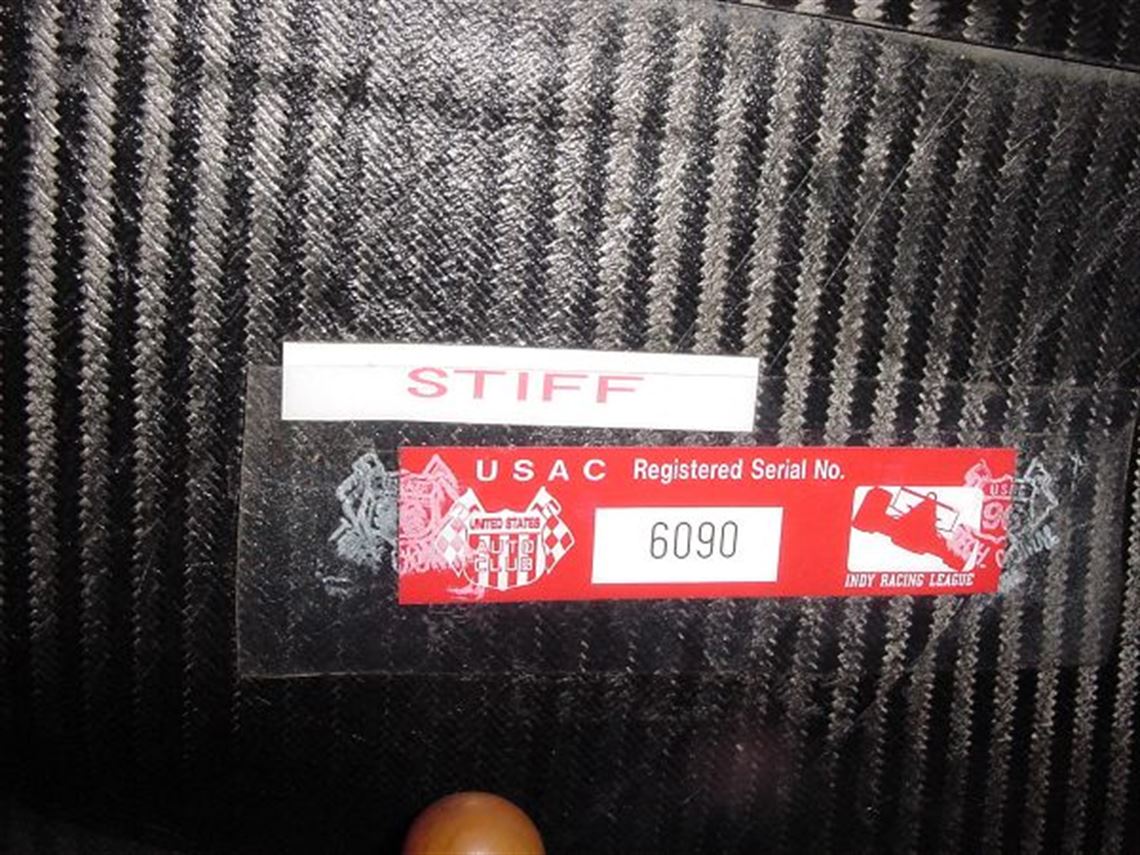 STIFF
USAC Registered Serial No.
UNITED STATES
AUTO
CLUB
6090
INDY RACING LEAGUE